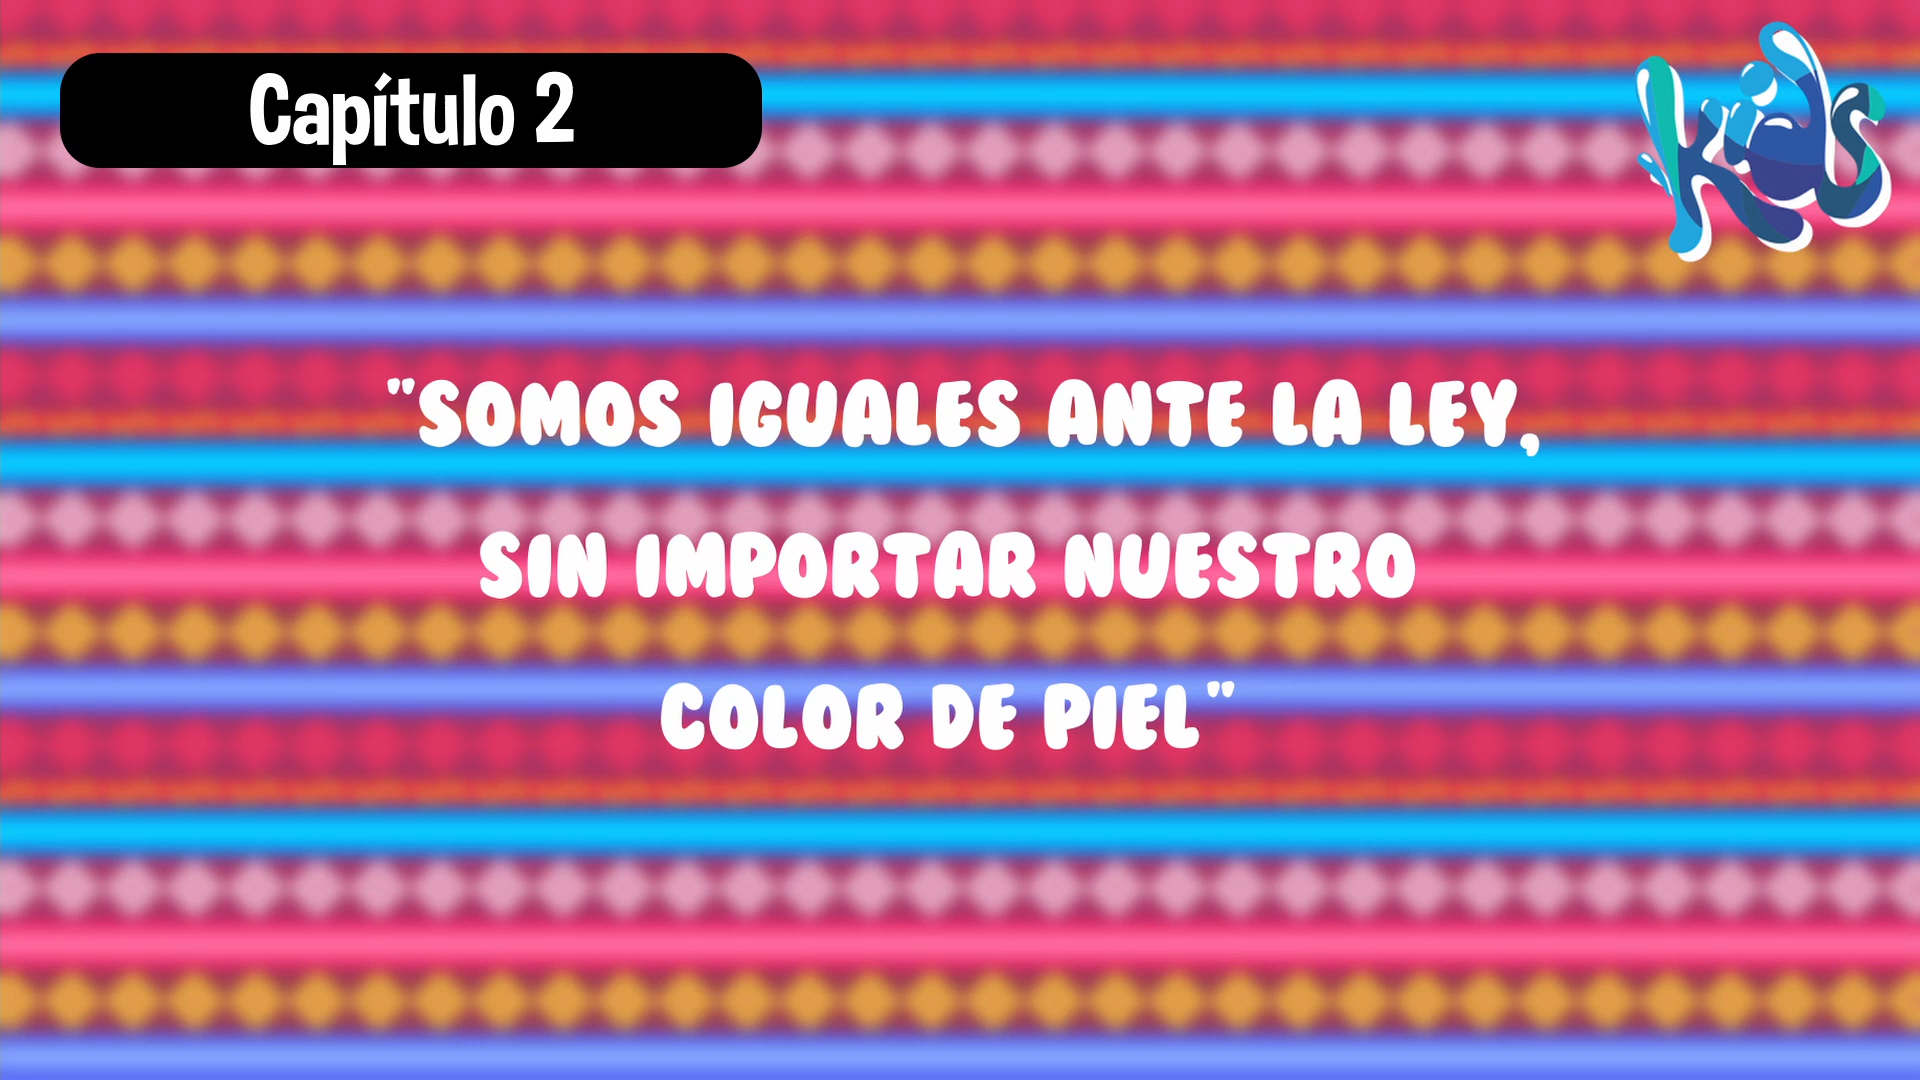 Capítulo 2
kids
"SOMOS IGUALES ANTE LA LEY,
SIN IMPORTAR NUESTRO
COLOR DE PIEL"